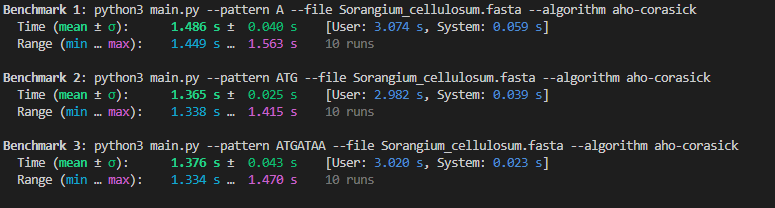 Benchmark 1: python3 main.py --pattern A --file Sorangium_cellulosum.fasta --algorithm aho-corasick
Time (mean ± σ): 1.486 s ± 0.040 s [User: 3.074 s, System: 0.059 s]
Range (min … max): 1.449 s … 1.563 s 10 runs
Benchmark 2: python3 main.py --pattern ATG --file Sorangium_cellulosum.fasta --algorithm aho-corasick
Time (mean ± σ): 1.365 s ± 0.025 s [User: 2.982 s, System: 0.039 s]
Range (min … max): 1.338 s … 1.415 s 10 runs
Benchmark 3: python3 main.py --pattern ATGATAA --file Sorangium_cellulosum.fasta --algorithm aho-corasick
Time (mean ± σ): 1.376 s ± 0.043 s [User: 3.020 s, System: 0.023 s]
Range (min … max): 1.334 s … 1.470 s 10 runs